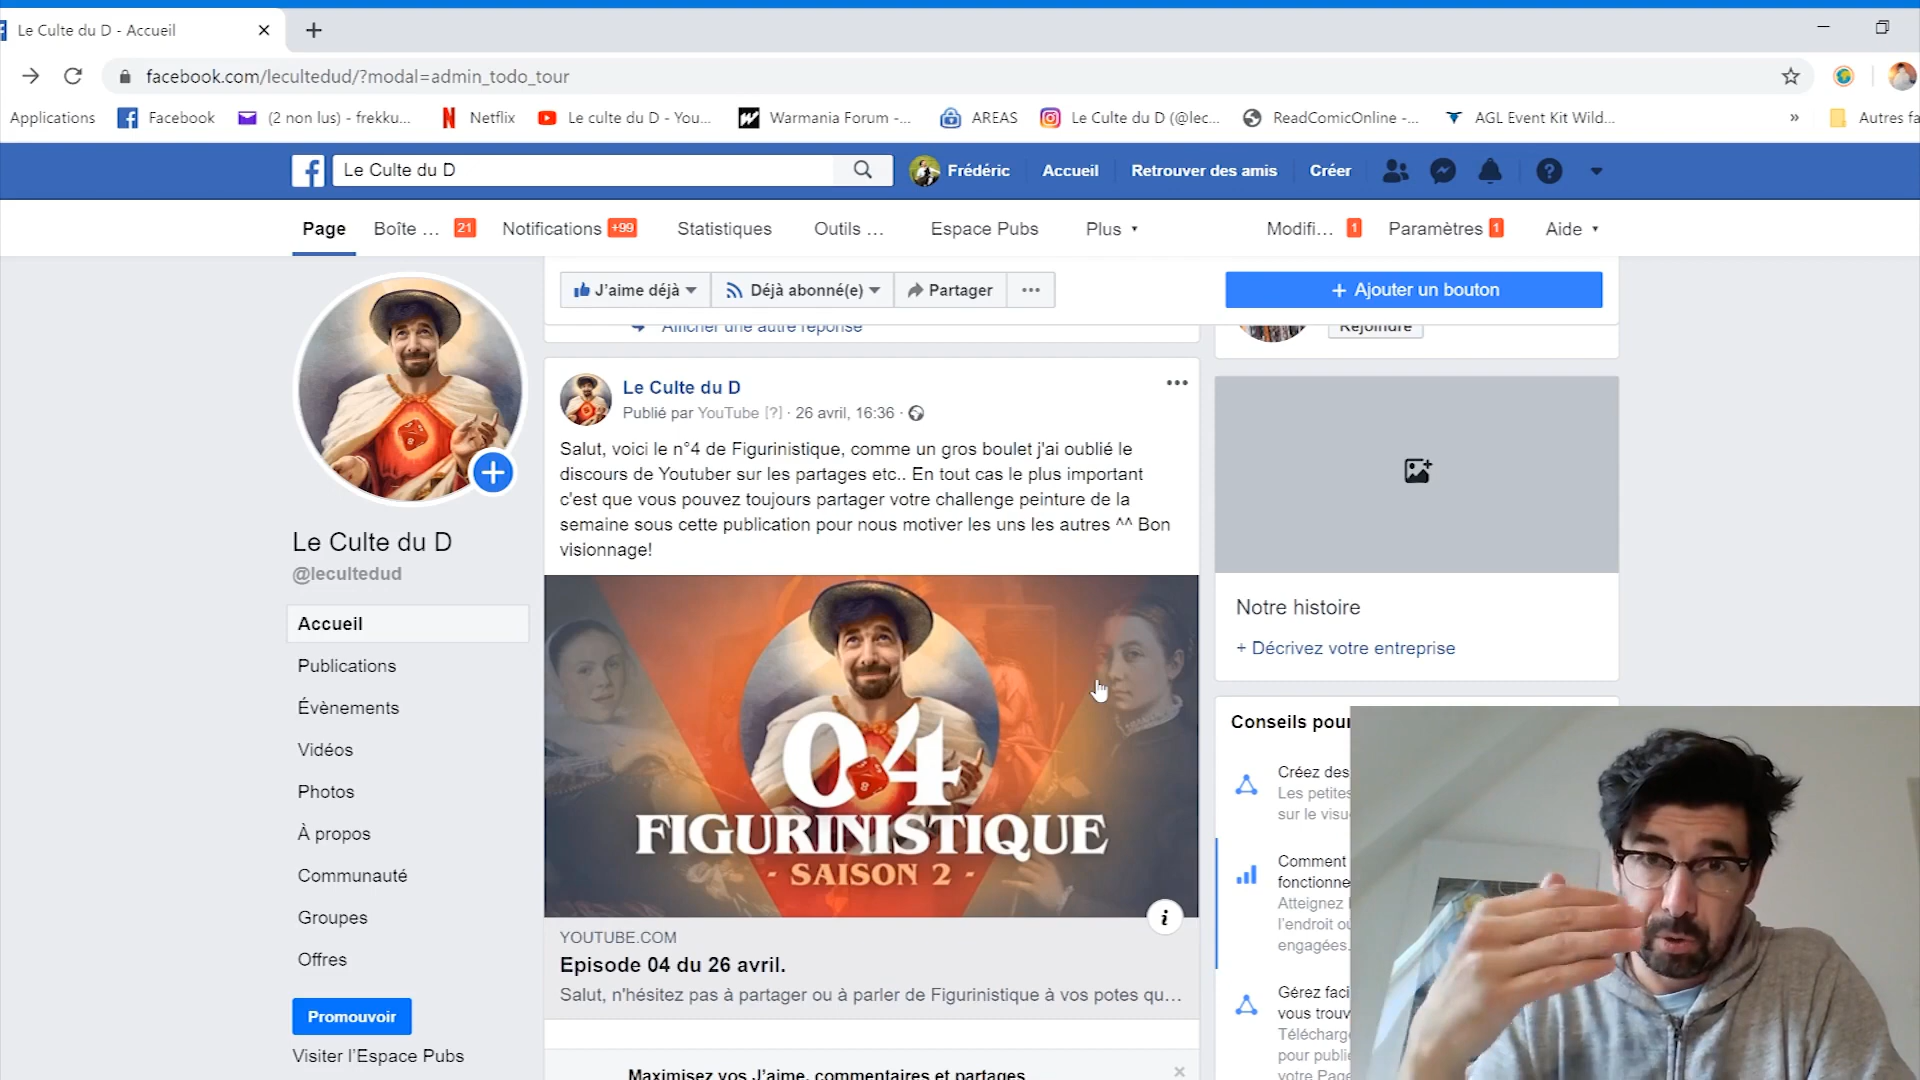 Le Culte du D - Accueil
facebook.com/lecultedud/?modal=admin_todo_tour
Applications
Facebook
(2 non lus) - frekku...
Netflix
Le culte du D - You...
Warmania Forum -...
AREAS
Le Culte du D (@lec...
ReadComicOnline -...
AGL Event Kit Wild...
»
Autres fa
Le Culte du D
Frédéric
Accueil
Retrouver des amis
Créer
Page
Boîte ... 21
Notifications +99
Statistiques
Outils ...
Espace Pubs
Plus
Modifi... 1
Paramètres 1
Aide
J'aime déjà
Déjà abonné(e)
Partager
+ Ajouter un bouton
Afficher une autre réponse
Rejoindre
Le Culte du D
@lecultedud
Accueil
Publications
Évènements
Vidéos
Photos
À propos
Communauté
Groupes
Offres
Promouvoir
Visiter l'Espace Pubs
Le Culte du D
Publié par YouTube [?] · 26 avril, 16:36 ·
Salut, voici le n°4 de Figurinistique, comme un gros boulet j'ai oublié le
discours de Youtuber sur les partages etc.. En tout cas le plus important
c'est que vous pouvez toujours partager votre challenge peinture de la
semaine sous cette publication pour nous motiver les uns les autres ^^ Bon
visionnage!
04
FIGURINISTIQUE
- SAISON 2 -
YOUTUBE.COM
Episode 04 du 26 avril.
Salut, n'hésitez pas à partager ou à parler de Figurinistique à vos potes qu...
Maximisez vos J'aime, commentaires et partages
Notre histoire
+ Décrivez votre entreprise
Conseils pour
Créez des
Les petites
sur le visu
Comment
fonctionne
Atteignez
l'endroit où
engagées.
Gérez faci
vous trouv
Télécharge
pour publie
votre Page